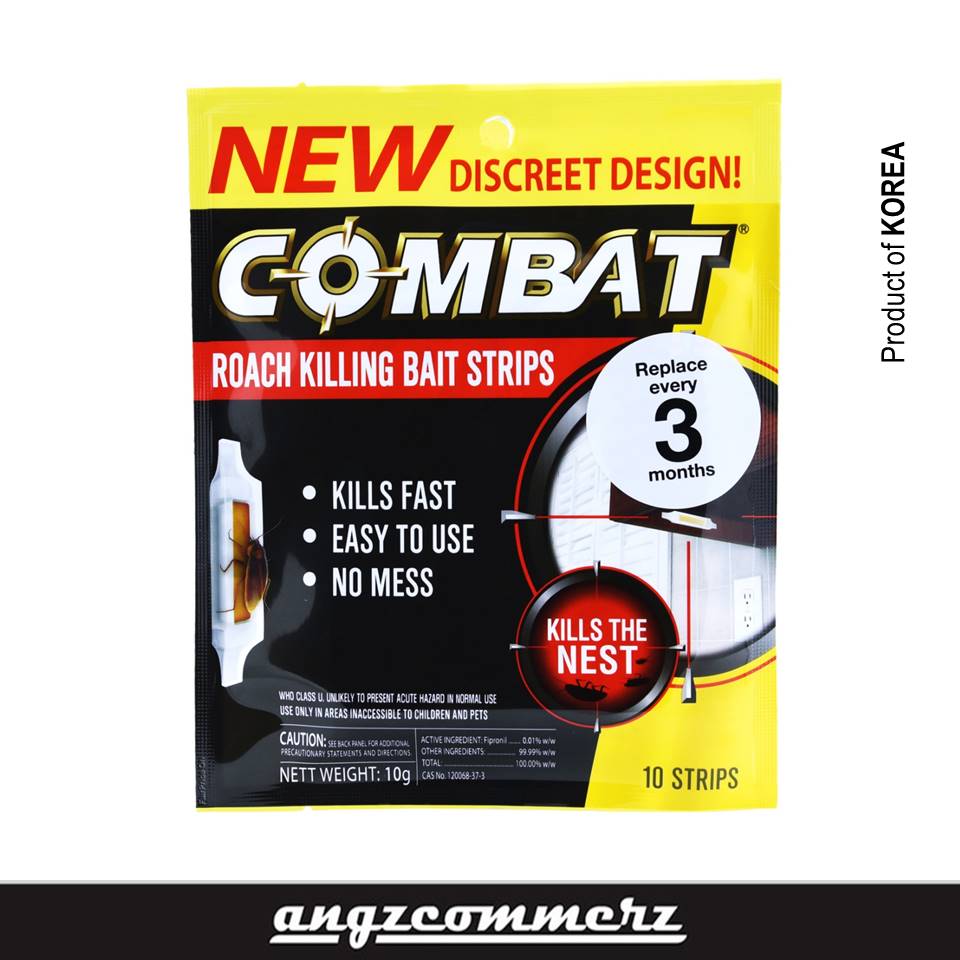 NEW DISCREET DESIGN!
COMBAT®
ROACH KILLING BAIT STRIPS
Replace
every
3
months
• KILLS FAST
• EASY TO USE
• NO MESS
KILLS THE
NEST
WHO CLASS U. UNLIKELY TO PRESENT ACUTE HAZARD IN NORMAL USE
USE ONLY IN AREAS INACCESSIBLE TO CHILDREN AND PETS
CAUTION: SEE BACK PANEL FOR ADDITIONAL
PRECAUTIONARY STATEMENTS AND DIRECTIONS.
NETT WEIGHT: 10g
ACTIVE INGREDIENT: Fipronil ...... 0.01% w/w
OTHER INGREDIENTS: ............... 99.99% w/w
TOTAL: ............... 100.00% w/w
CAS No. 120068-37-3
10 STRIPS
Product of KOREA
angzcommerz